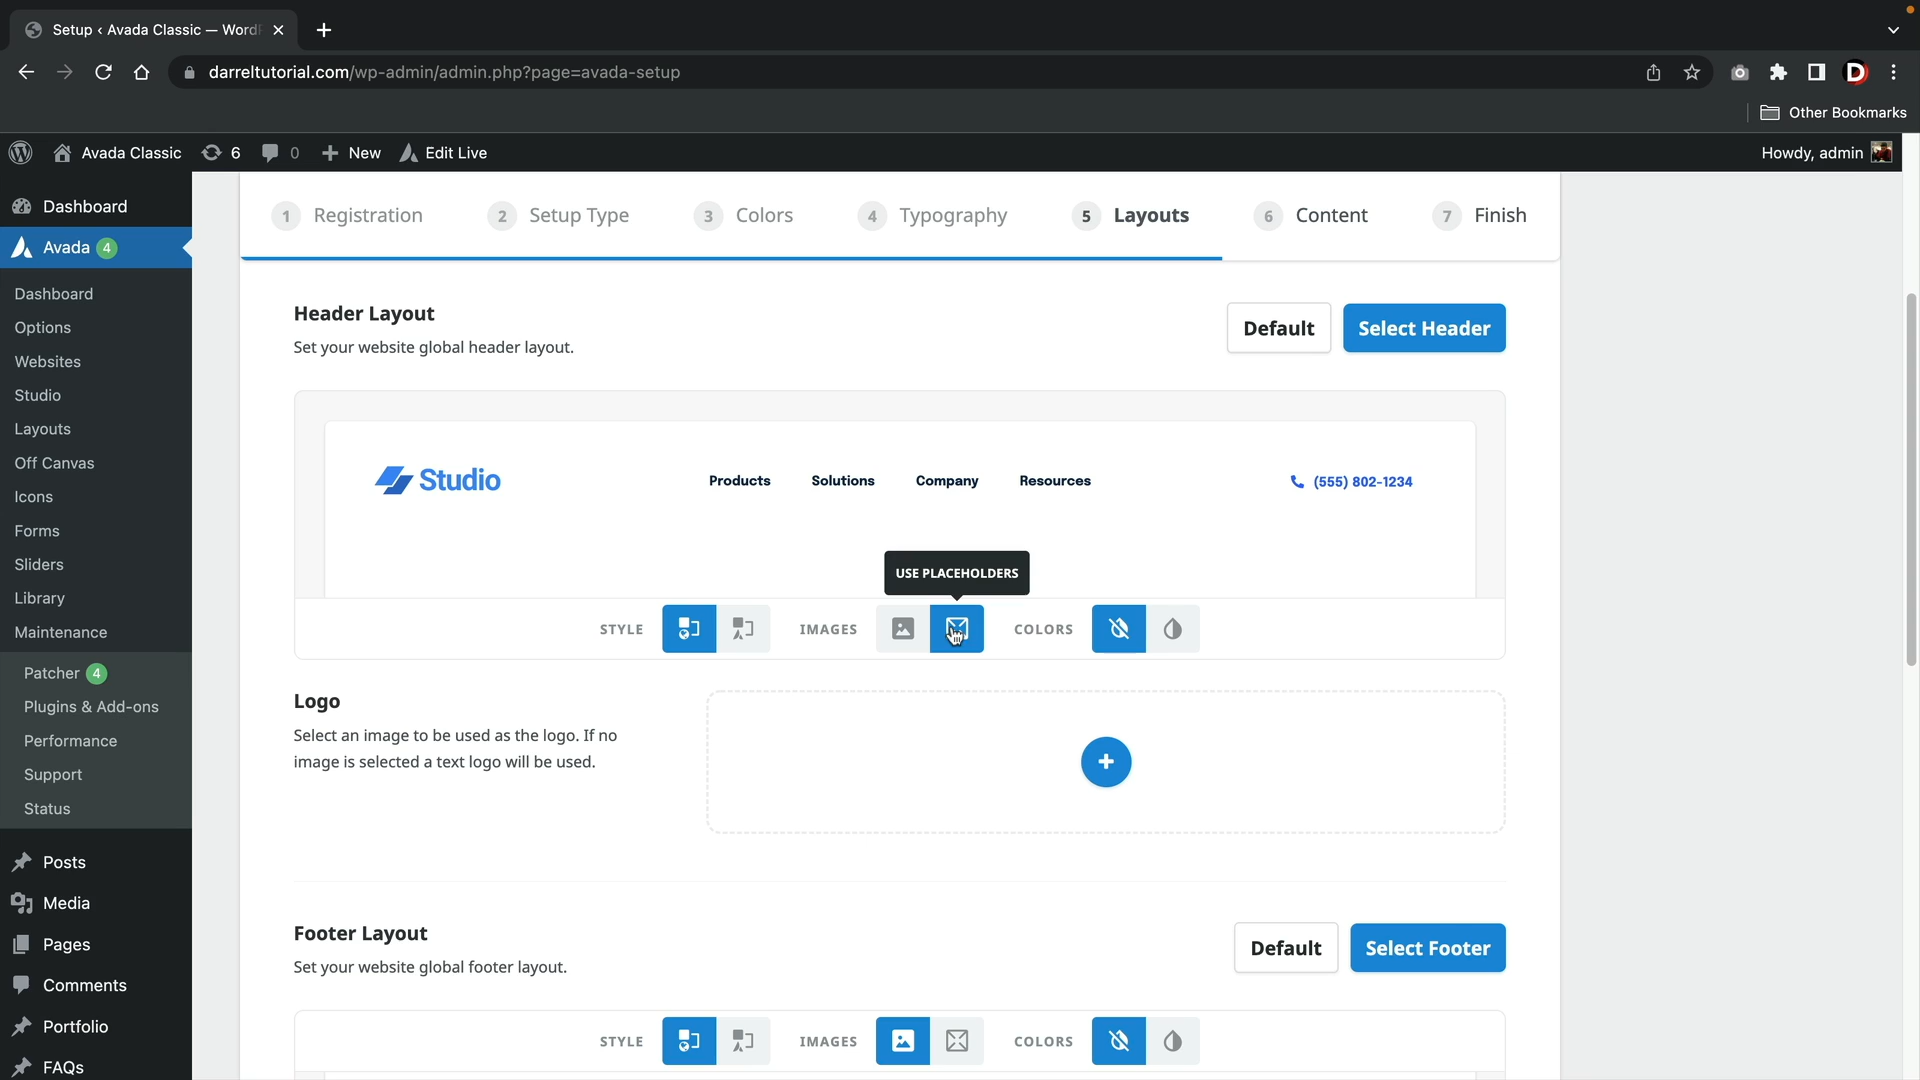 Setup ‹ Avada Classic — WordP
darreltutorial.com/wp-admin/admin.php?page=avada-setup
Other Bookmarks
Avada Classic 6 0 New Edit Live Howdy, admin
Dashboard
Avada 4
Dashboard
Options
Websites
Studio
Layouts
Off Canvas
Icons
Forms
Sliders
Library
Maintenance
Patcher 4
Plugins & Add-ons
Performance
Support
Status
Posts
Media
Pages
Comments
Portfolio
FAQs
1 Registration 2 Setup Type 3 Colors 4 Typography 5 Layouts 6 Content 7 Finish
Header Layout
Set your website global header layout.
Default Select Header
Studio Products Solutions Company Resources (555) 802-1234
USE PLACEHOLDERS
STYLE IMAGES COLORS
Logo
Select an image to be used as the logo. If no
image is selected a text logo will be used.
Footer Layout
Set your website global footer layout.
Default Select Footer
STYLE IMAGES COLORS